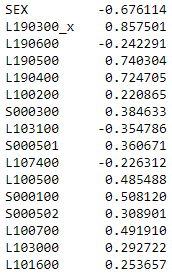 SEX -0.676114
L190300_x 0.857501
L190600 -0.242291
L190500 0.740304
L190400 0.724705
L100200 0.220865
S000300 0.384633
L103100 -0.354786
S000501 0.360671
L107400 -0.226312
L100500 0.485488
S000100 0.508120
S000502 0.308901
L100700 0.491910
L103000 0.292722
L101600 0.253657